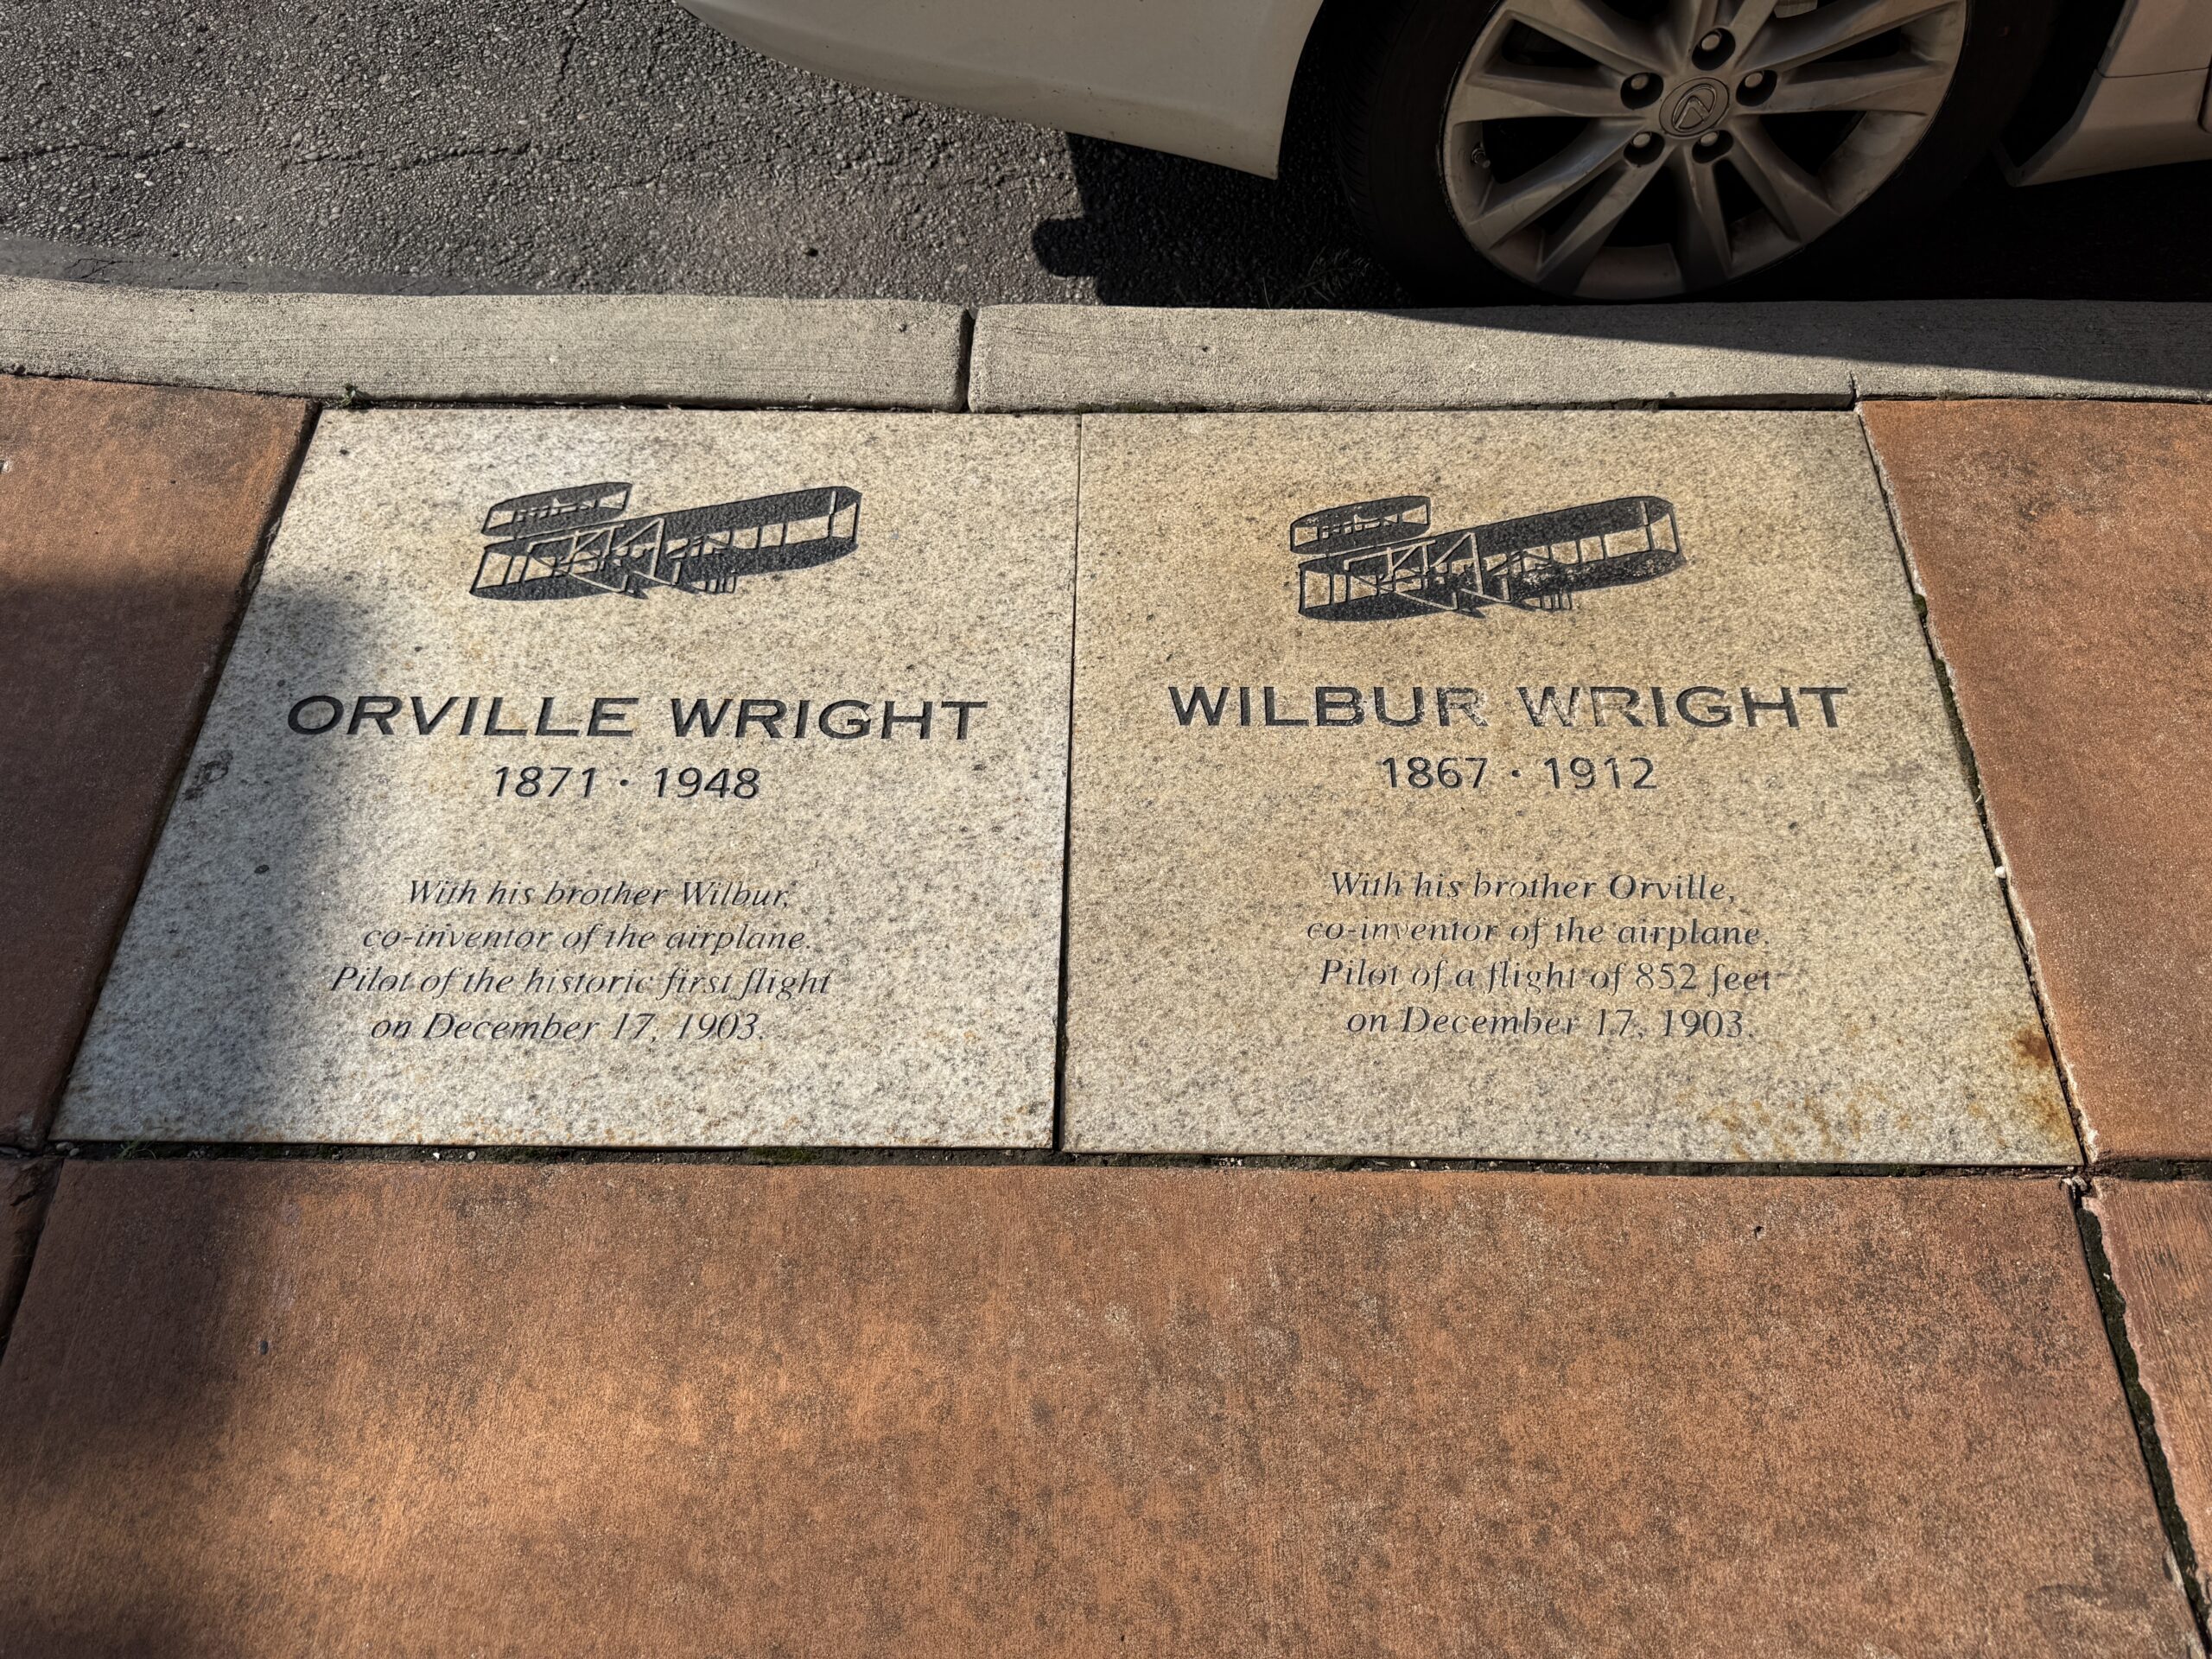 ORVILLE WRIGHT
1871 · 1948
With his brother Wilbur,
co-inventor of the airplane.
Pilot of the historic first flight
on December 17, 1903.
WILBUR WRIGHT
1867 · 1912
With his brother Orville,
co-inventor of the airplane.
Pilot of a flight of 852 feet
on December 17, 1903.